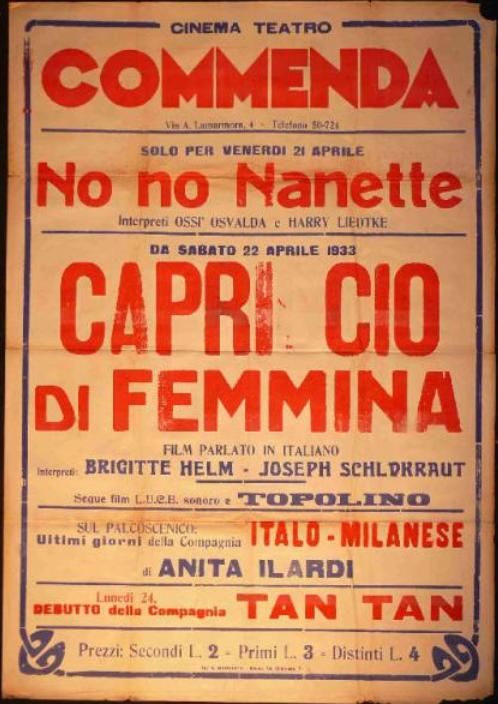 CINEMA TEATRO
COMMENDA
Via A. Lamarmora, 4 - Telefono 50-724
SOLO PER VENERDI 21 APRILE
No no Nanette
Interpreti OSSI' OSVALDA e HARRY LIEDTKE
DA SABATO 22 APRILE 1933
CAPRI CIO
DI FEMMINA
FILM PARLATO IN ITALIANO
Interpreti: BRIGITTE HELM - JOSEPH SCHLDKRAUT
Segue film L.U.C.E. sonoro e TOPOLINO
SUL PALCOSCENICO:
Ultimi giorni della Compagnia ITALO - MILANESE
di ANITA ILARDI
Lunedì 24,
DEBUTTO della Compagnia TAN TAN
Prezzi: Secondi L. 2 - Primi L. 3 - Distinti L. 4